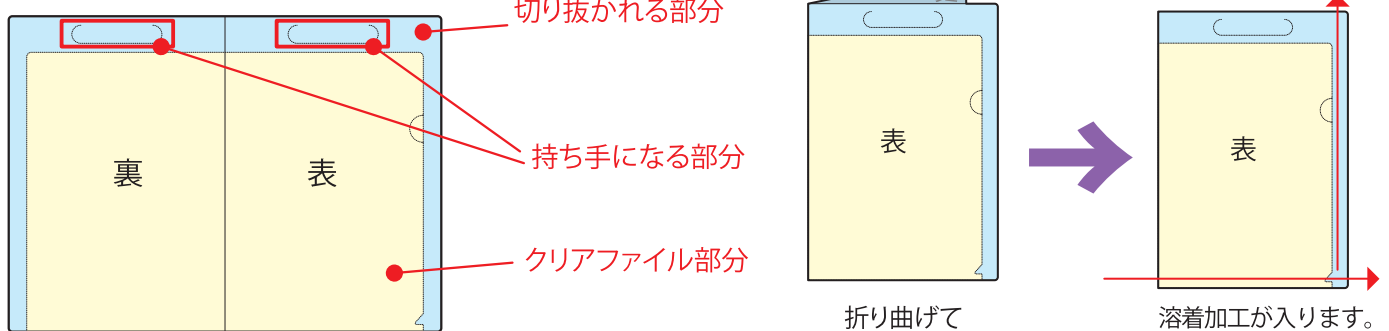 切り抜かれる部分
持ち手になる部分
クリアファイル部分
裏
表
表
折り曲げて
表
溶着加工が入ります。